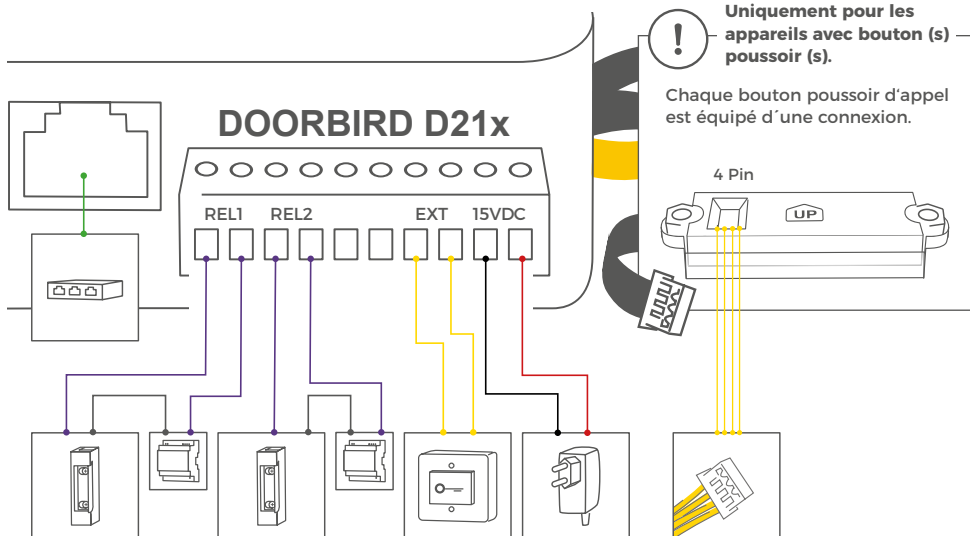 Uniquement pour les
appareils avec bouton (s)
poussoir (s).
Chaque bouton poussoir d‘appel
est équipé d´une connexion.
DOORBIRD D21x
4 Pin
UP
REL1 REL2 EXT 15VDC